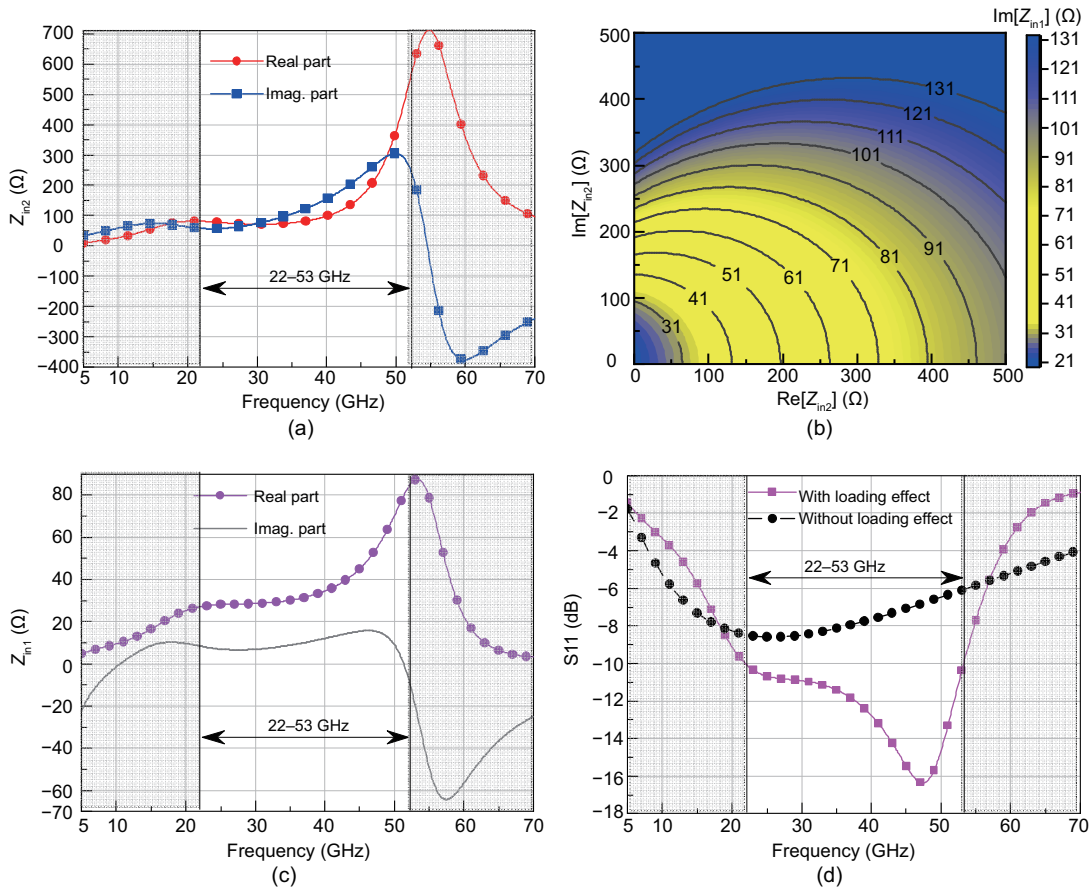 700
600
500
400
300
200
100
0
−100
−200
−300
−400
5 10 20 30 40 50 60 70
Z_in2 (Ω)
Frequency (GHz)
Real part
Imag. part
22–53 GHz
(a)
Im[Z_in1] (Ω)
500
400
300
200
100
0
0 100 200 300 400 500
Im[Z_in2] (Ω)
Re[Z_in2] (Ω)
131
121
111
101
91
81
71
61
51
41
31
131
121
111
101
91
81
71
61
51
41
31
21
(b)
80
60
40
20
0
−20
−40
−60
−70
5 10 20 30 40 50 60 70
Z_in1 (Ω)
Frequency (GHz)
Real part
Imag. part
22–53 GHz
(c)
0
−2
−4
−6
−8
−10
−12
−14
−16
−18
5 10 20 30 40 50 60 70
S11 (dB)
Frequency (GHz)
With loading effect
Without loading effect
22–53 GHz
(d)